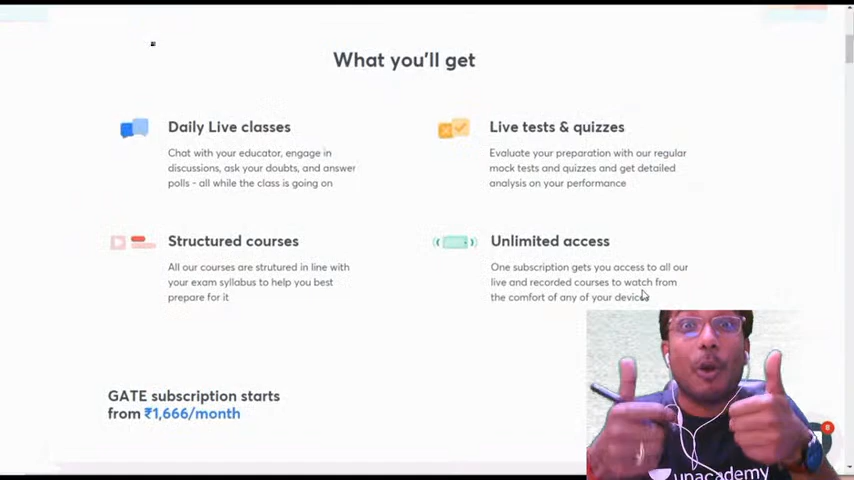 What you'll get
Daily Live classes
Chat with your educator, engage in
discussions, ask your doubts, and answer
polls - all while the class is going on
Live tests & quizzes
Evaluate your preparation with our regular
mock tests and quizzes and get detailed
analysis on your performance
Structured courses
All our courses are strutured in line with
your exam syllabus to help you best
prepare for it
Unlimited access
One subscription gets you access to all our
live and recorded courses to watch from
the comfort of any of your devices
GATE subscription starts
from ₹1,666/month
8
unacademy